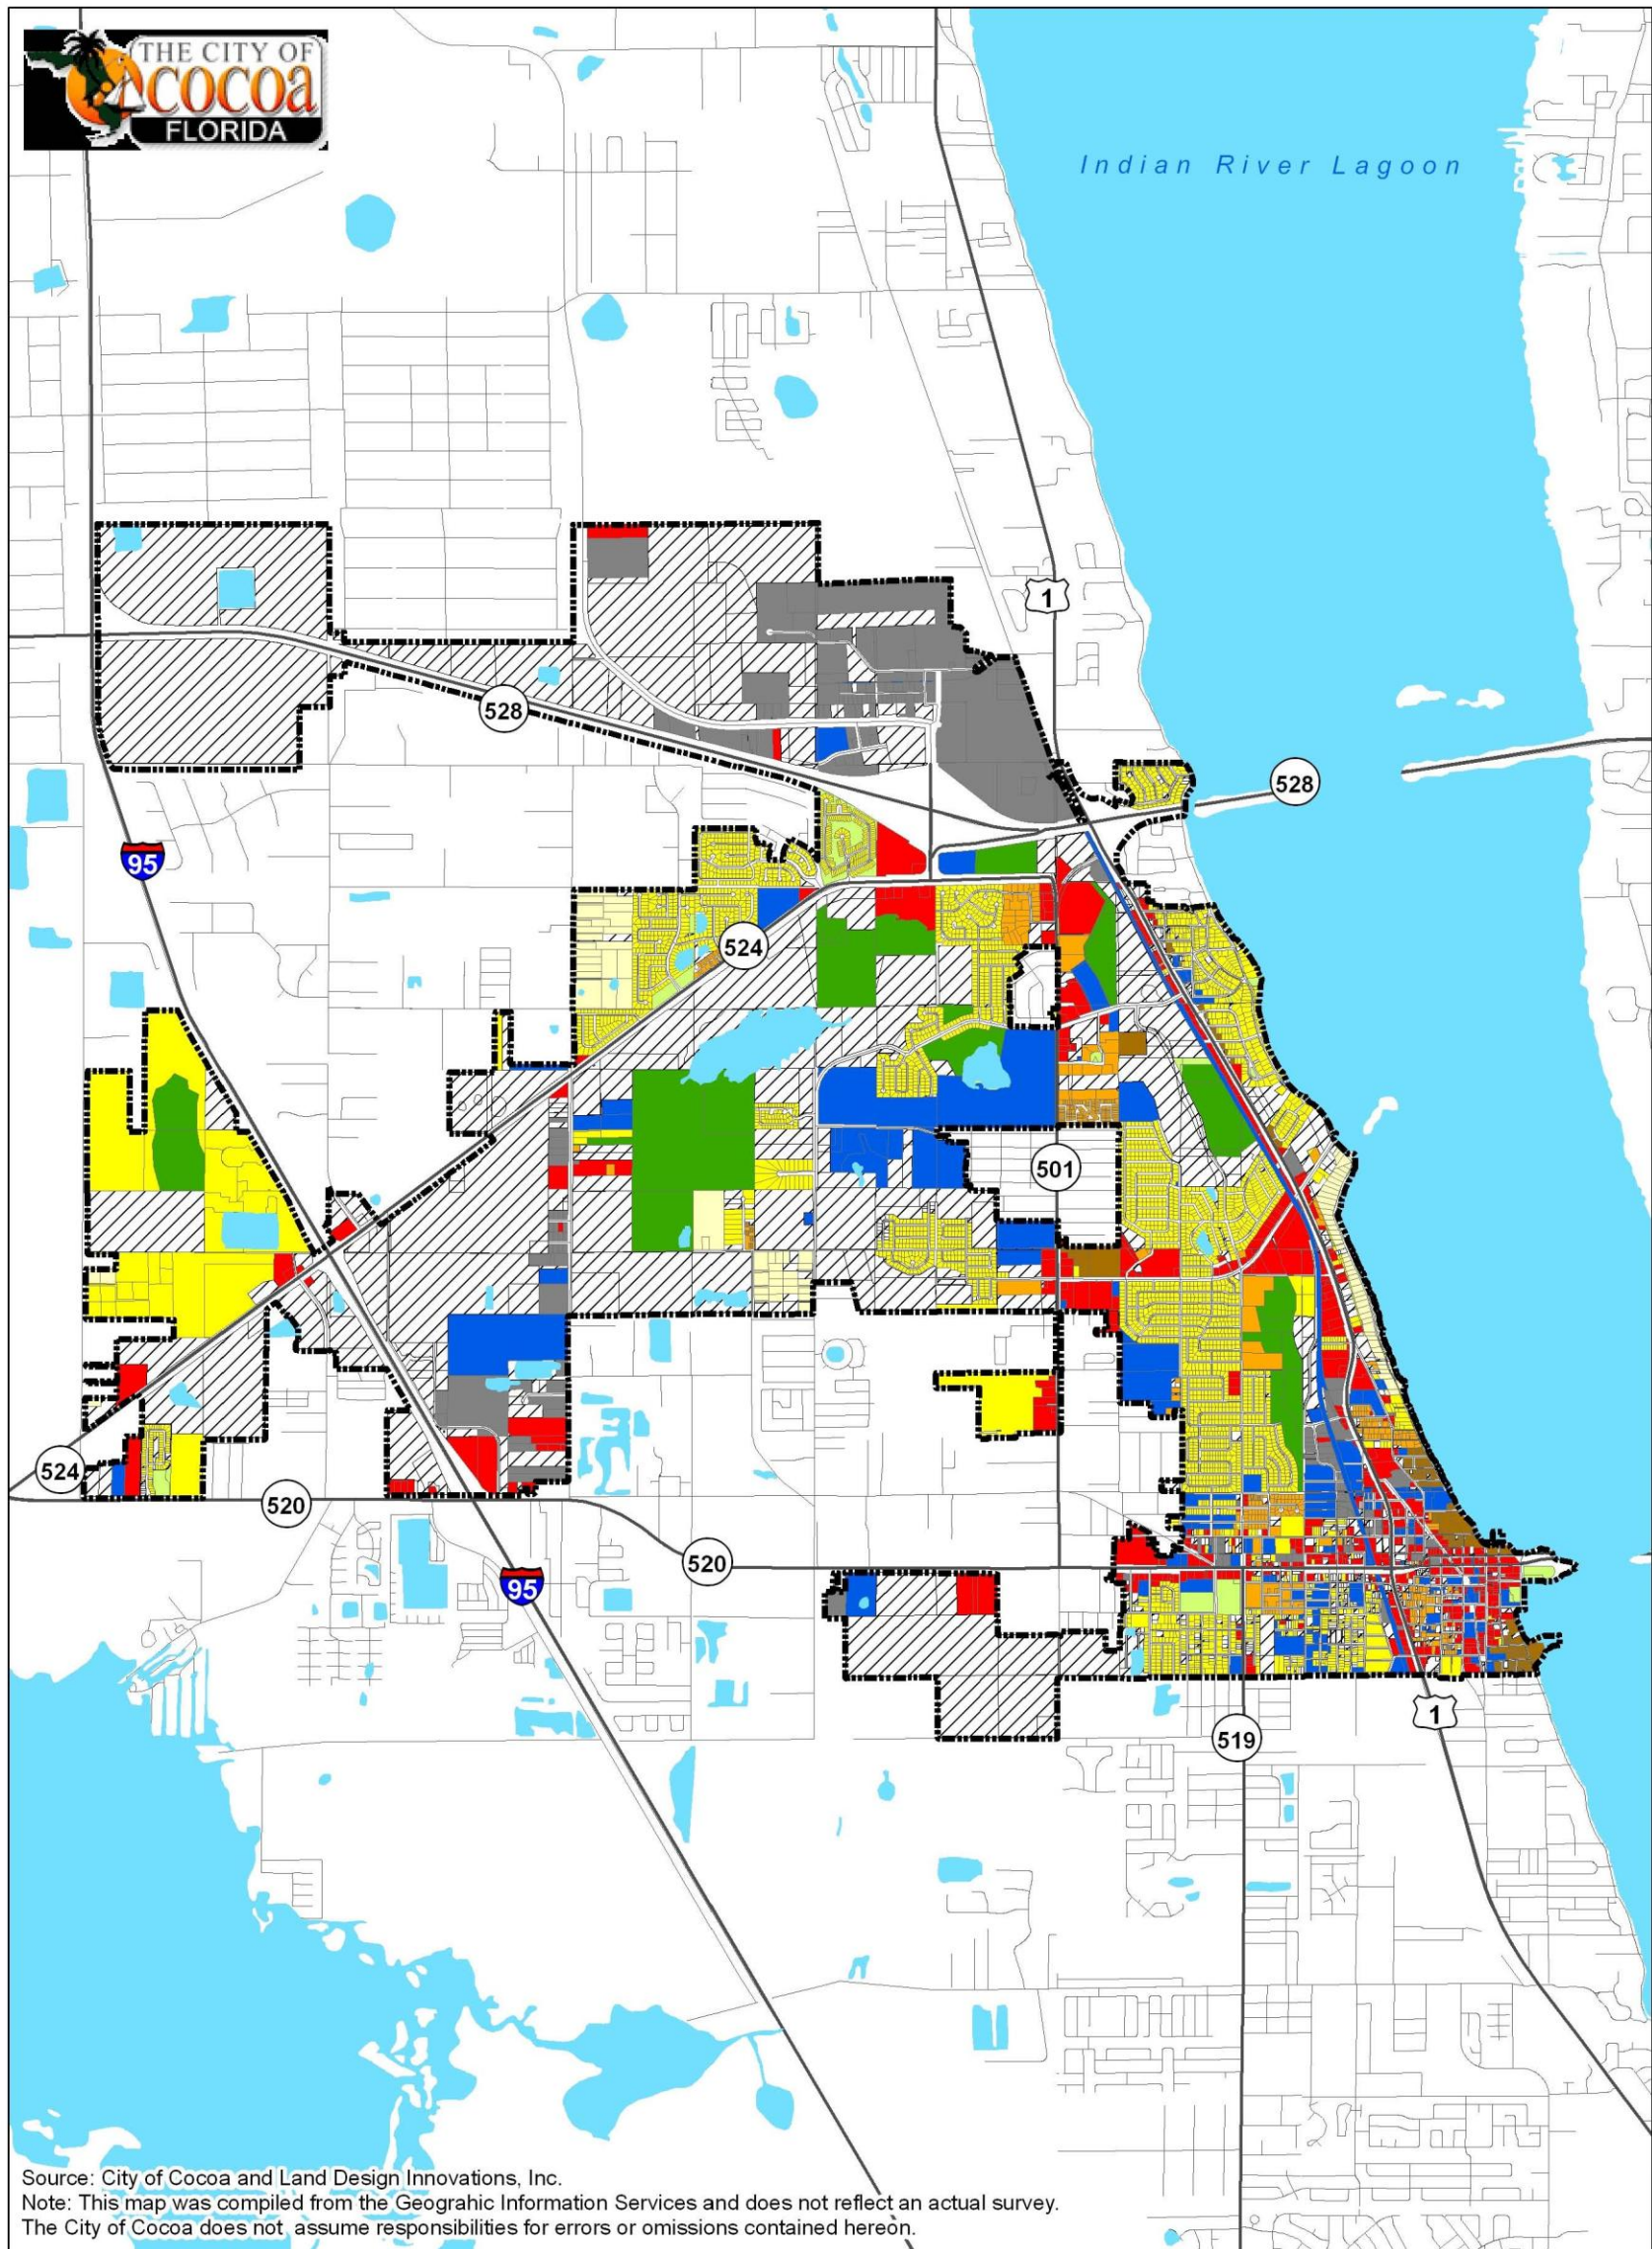 THE CITY OF
COCOA
FLORIDA
Indian River Lagoon
1
528
528
95
524
501
524
520
520
95
1
519
Source: City of Cocoa and Land Design Innovations, Inc.
Note: This map was compiled from the Geograhic Information Services and does not reflect an actual survey.
The City of Cocoa does not assume responsibilities for errors or omissions contained hereon.